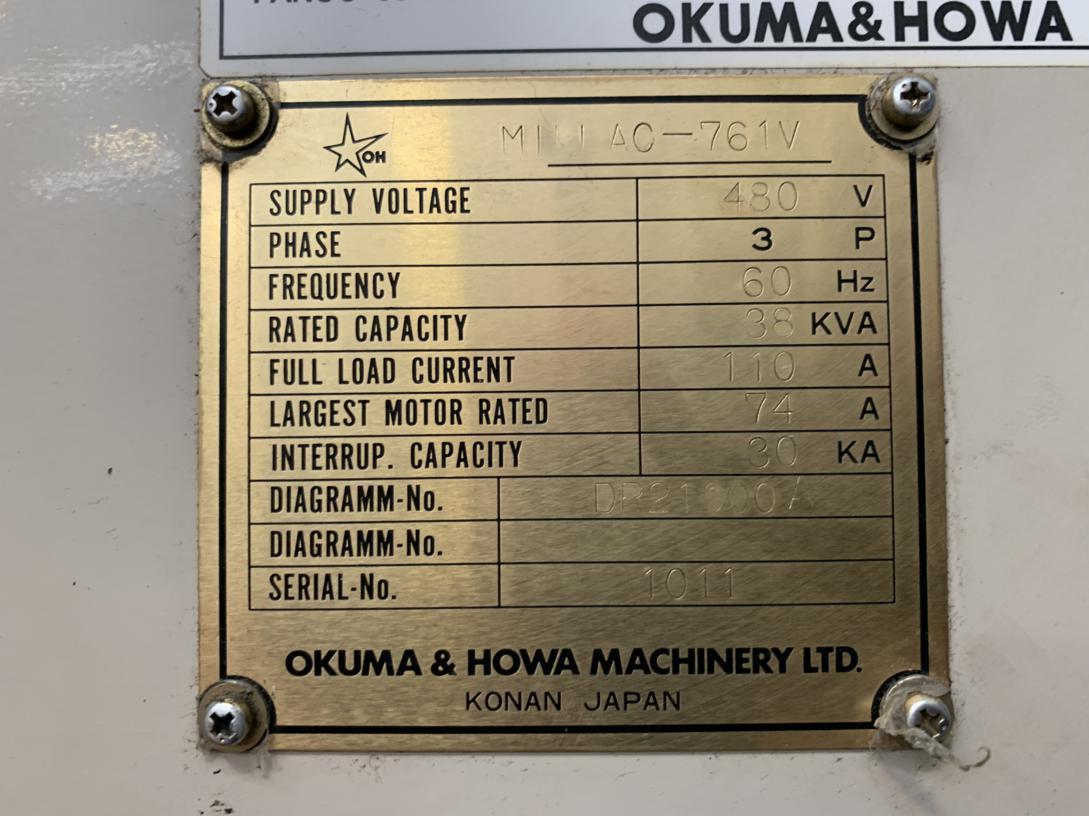 OKUMA&HOWA
OH
MILLAC-761V
SUPPLY VOLTAGE 480 V
PHASE 3 P
FREQUENCY 60 Hz
RATED CAPACITY 38 KVA
FULL LOAD CURRENT 110 A
LARGEST MOTOR RATED 74 A
INTERRUP. CAPACITY 30 KA
DIAGRAMM-No.
DIAGRAMM-No.
SERIAL-No. 1011
OKUMA & HOWA MACHINERY LTD.
KONAN JAPAN